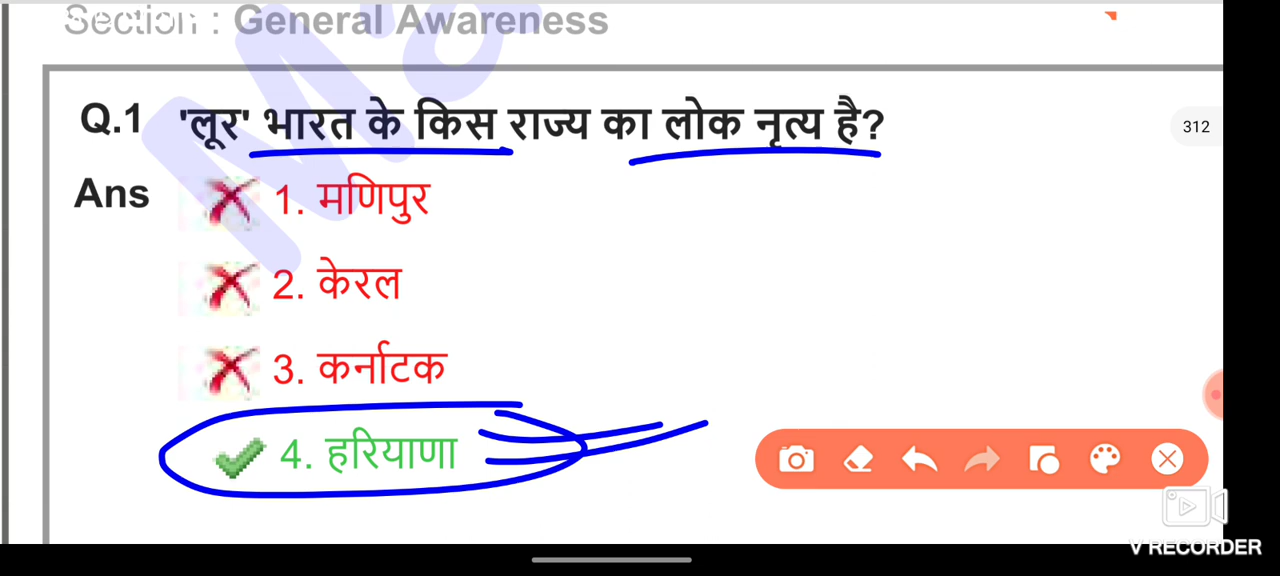 Section : General Awareness
Q.1 'लूर' भारत के किस राज्य का लोक नृत्य है?
312
Ans 1. मणिपुर
2. केरल
3. कर्नाटक
4. हरियाणा
V RECORDER